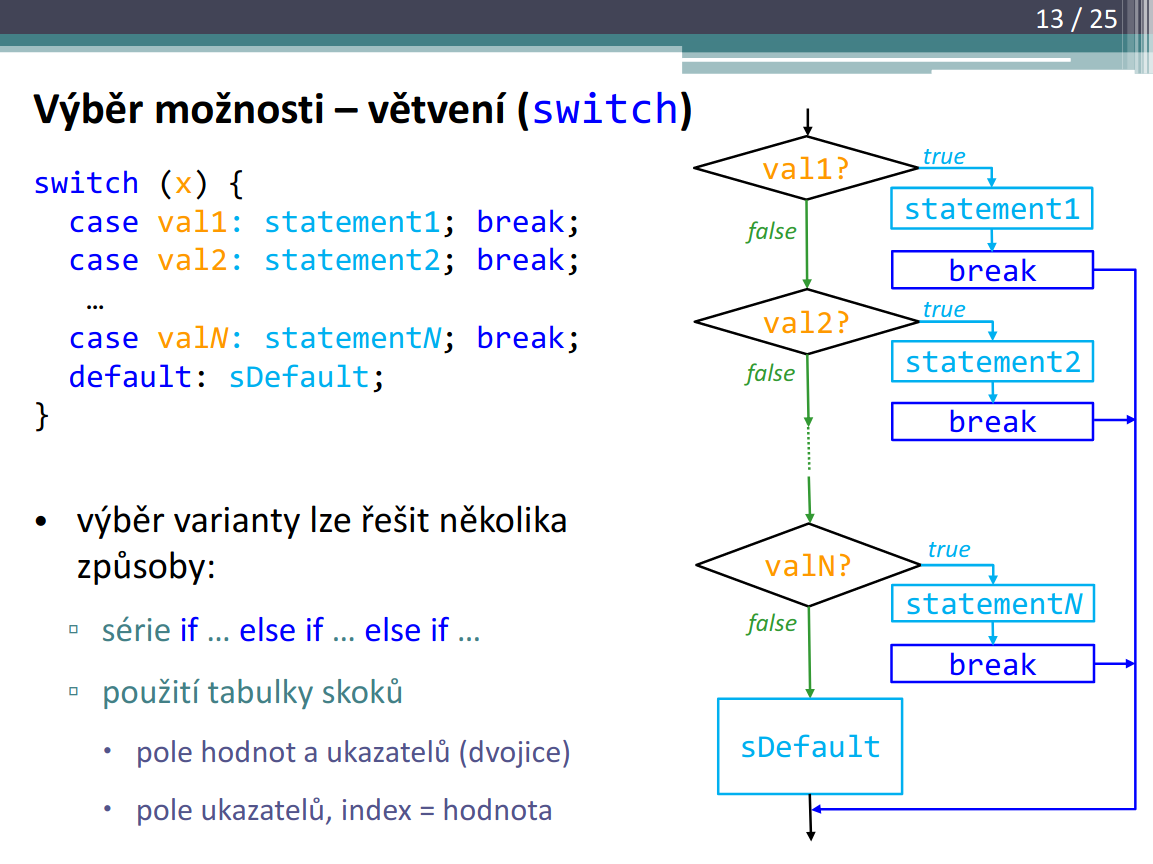 13 / 25
Výběr možnosti – větvení (switch)
switch (x) {
case val1: statement1; break;
case val2: statement2; break;
…
case valN: statementN; break;
default: sDefault;
}
• výběr varianty lze řešit několika
způsoby:
▫ série if … else if … else if …
▫ použití tabulky skoků
• pole hodnot a ukazatelů (dvojice)
• pole ukazatelů, index = hodnota
val1?
true
statement1
false
break
val2?
true
statement2
false
break
valN?
true
statementN
false
break
sDefault